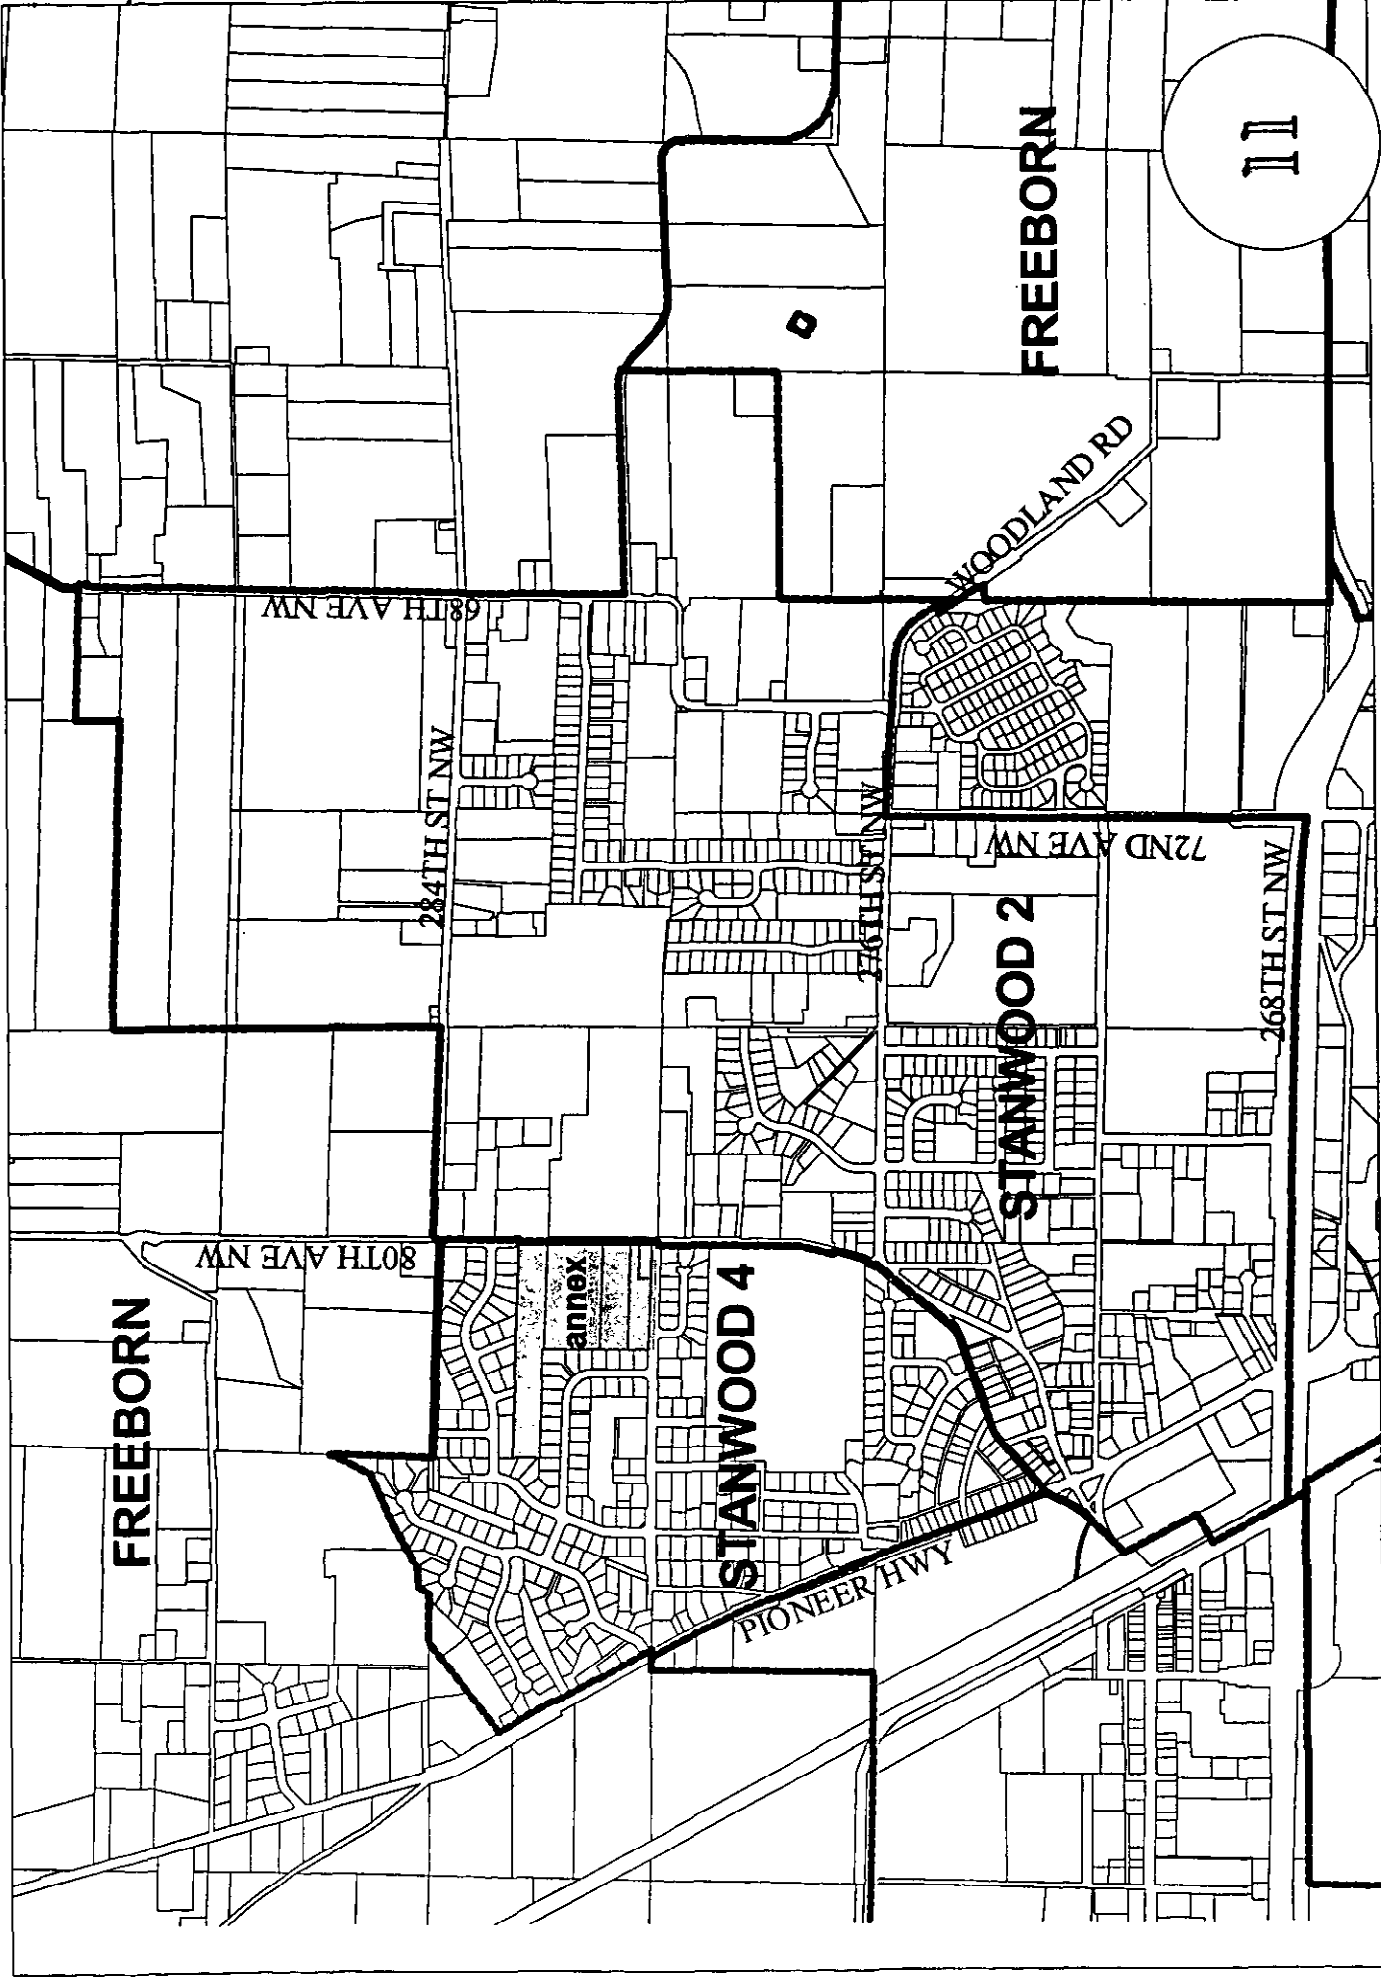 FREEBORN
80TH AVE NW
annex
STANWOOD 4
PIONEER HWY
284TH ST NW
68TH AVE NW
276TH ST NW
STANWOOD 2
72ND AVE NW
268TH ST NW
WOODLAND RD
FREEBORN
11